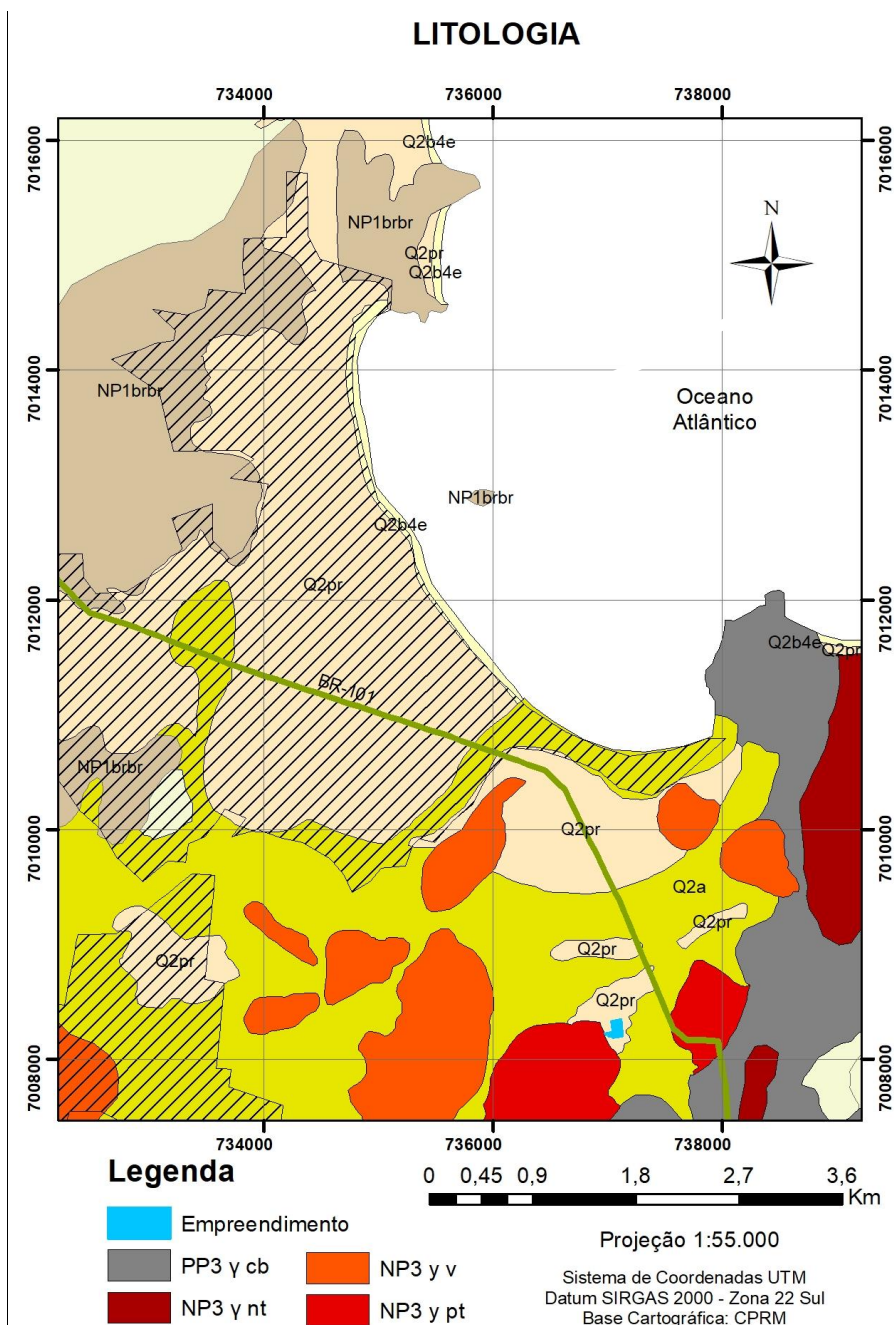 LITOLOGIA
734000 736000 738000
7016000 7016000
Q2b4e
NP1brbr
N
Q2pr
Q2b4e
7014000 7014000
NP1brbr
Oceano
Atlântico
NP1brbr
Q2b4e
Q2pr
7012000 7012000
Q2b4e
Q2pr
BR-101
NP1brbr
7010000 7010000
Q2pr
Q2a
Q2pr
Q2pr
Q2pr
Q2pr
7008000 7008000
734000 736000 738000
Legenda
Empreendimento
PP3 γ cb
NP3 γ nt
NP3 y v
NP3 y pt
0 0,45 0,9 1,8 2,7 3,6
Km
Projeção 1:55.000
Sistema de Coordenadas UTM
Datum SIRGAS 2000 - Zona 22 Sul
Base Cartográfica: CPRM